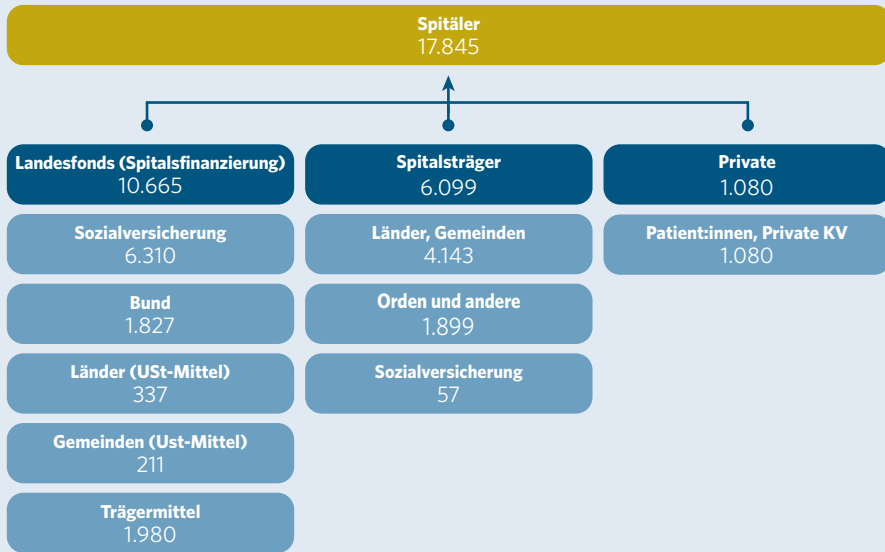 Spitäler
17.845
Landesfonds (Spitalsfinanzierung)
10.665
Sozialversicherung
6.310
Bund
1.827
Länder (USt-Mittel)
337
Gemeinden (Ust-Mittel)
211
Trägermittel
1.980
Spitalsträger
6.099
Länder, Gemeinden
4.143
Orden und andere
1.899
Sozialversicherung
57
Private
1.080
Patient:innen, Private KV
1.080